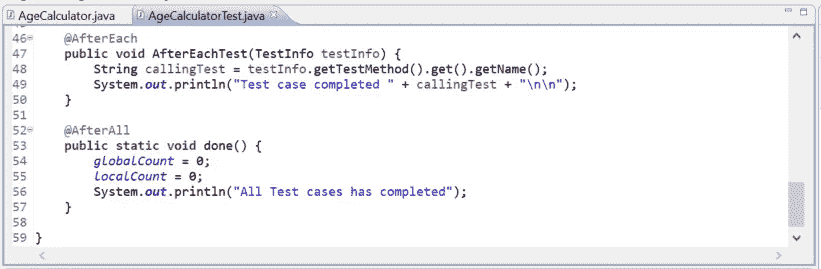 AgeCalculator.java AgeCalculatorTest.java
46 @AfterEach
47 public void AfterEachTest(TestInfo testInfo) {
48 String callingTest = testInfo.getTestMethod().get().getName();
49 System.out.println("Test case completed " + callingTest + "\n\n");
50 }
51
52 @AfterAll
53 public static void done() {
54 globalCount = 0;
55 localCount = 0;
56 System.out.println("All Test cases has completed");
57 }
58
59 }